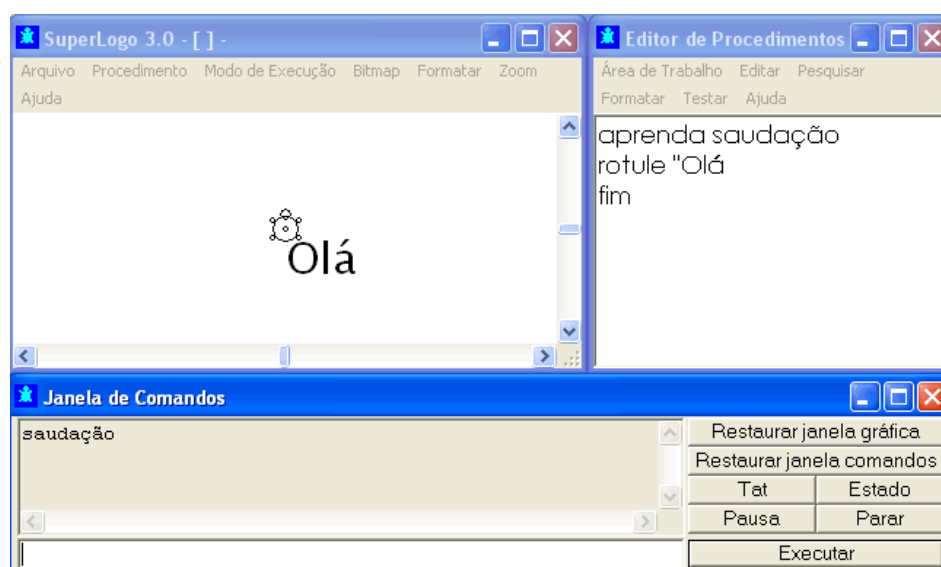 SuperLogo 3.0 - [ ] -
Arquivo Procedimento Modo de Execução Bitmap Formatar Zoom
Ajuda
Olá
Editor de Procedimentos
Área de Trabalho Editar Pesquisar
Formatar Testar Ajuda
aprenda saudação
rotule "Olá
fim
Janela de Comandos
saudação
Restaurar janela gráfica
Restaurar janela comandos
Tat Estado
Pausa Parar
Executar